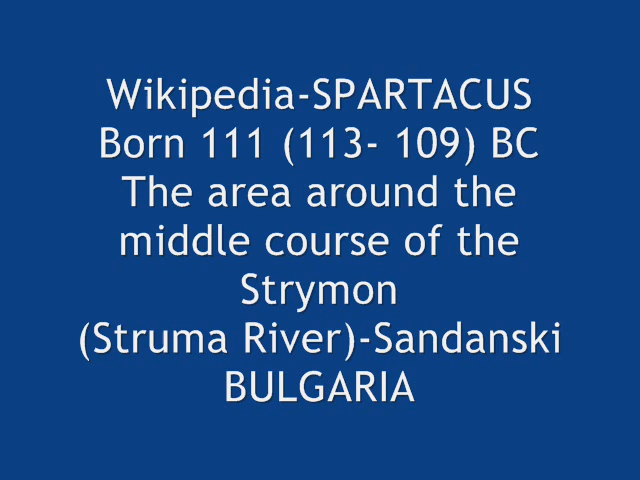 Wikipedia-SPARTACUS
Born 111 (113- 109) BC
The area around the
middle course of the
Strymon
(Struma River)-Sandanski
BULGARIA